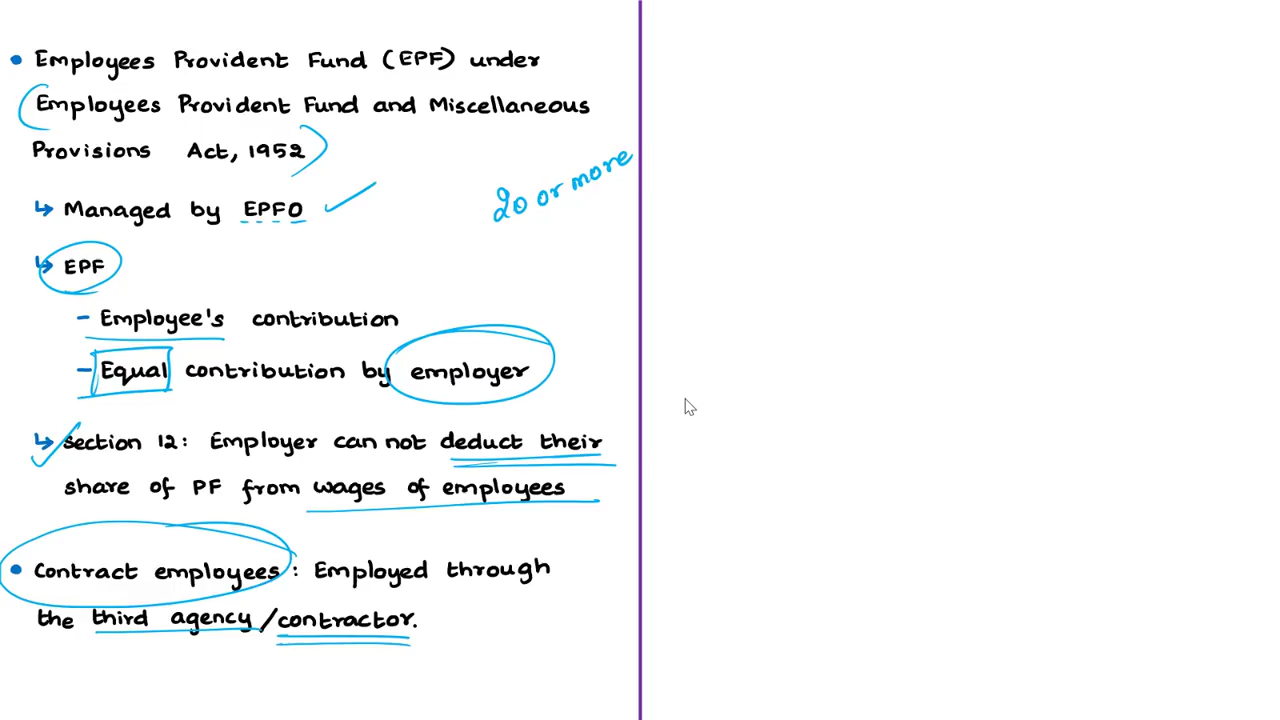 • Employees Provident Fund (EPF) under
Employees Provident Fund and Miscellaneous
Provisions Act, 1952
20 or more
↳ Managed by EPFO
↳ EPF
- Employee's contribution
- Equal contribution by employer
↳ section 12: Employer can not deduct their
share of PF from wages of employees
• Contract employees: Employed through
the third agency/contractor.